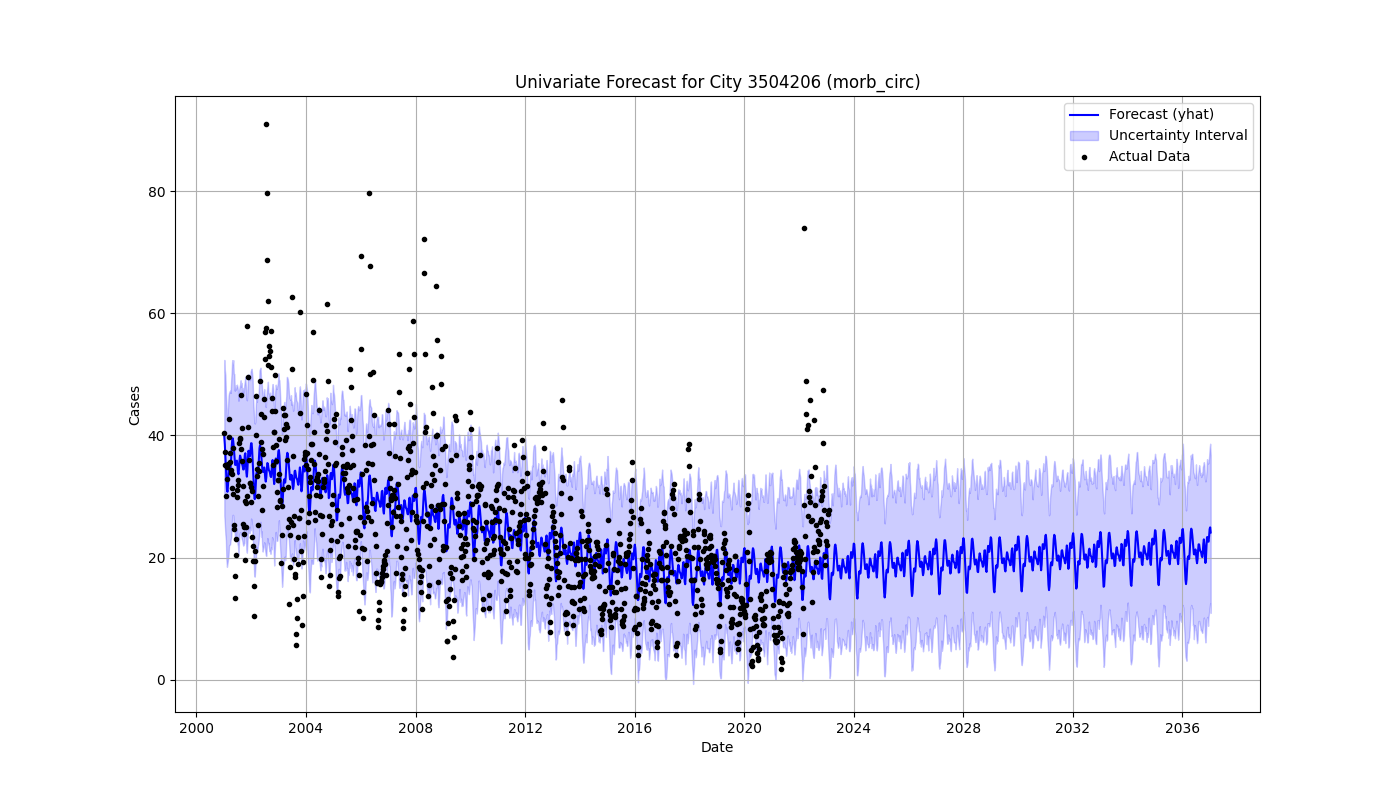 Univariate Forecast for City 3504206 (morb_circ)
Forecast (yhat)
Uncertainty Interval
Actual Data
80
60
40
20
0
Cases
2000 2004 2008 2012 2016 2020 2024 2028 2032 2036
Date